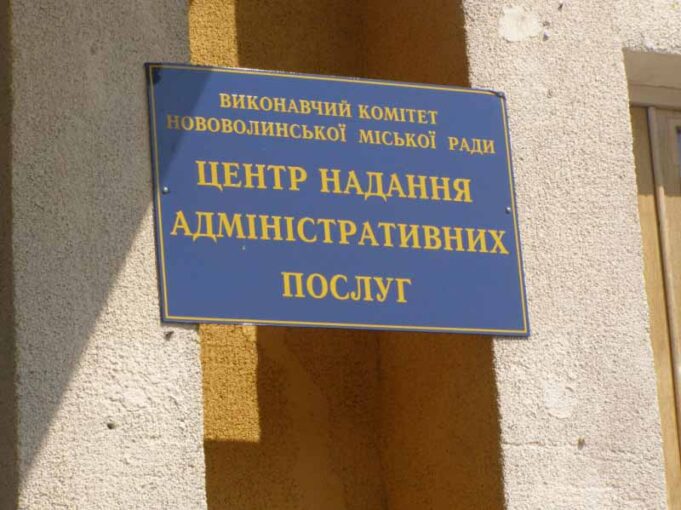 ВИКОНАВЧИЙ КОМІТЕТ
НОВОВОЛИНСЬКОЇ МІСЬКОЇ РАДИ
ЦЕНТР НАДАННЯ
АДМІНІСТРАТИВНИХ
ПОСЛУГ